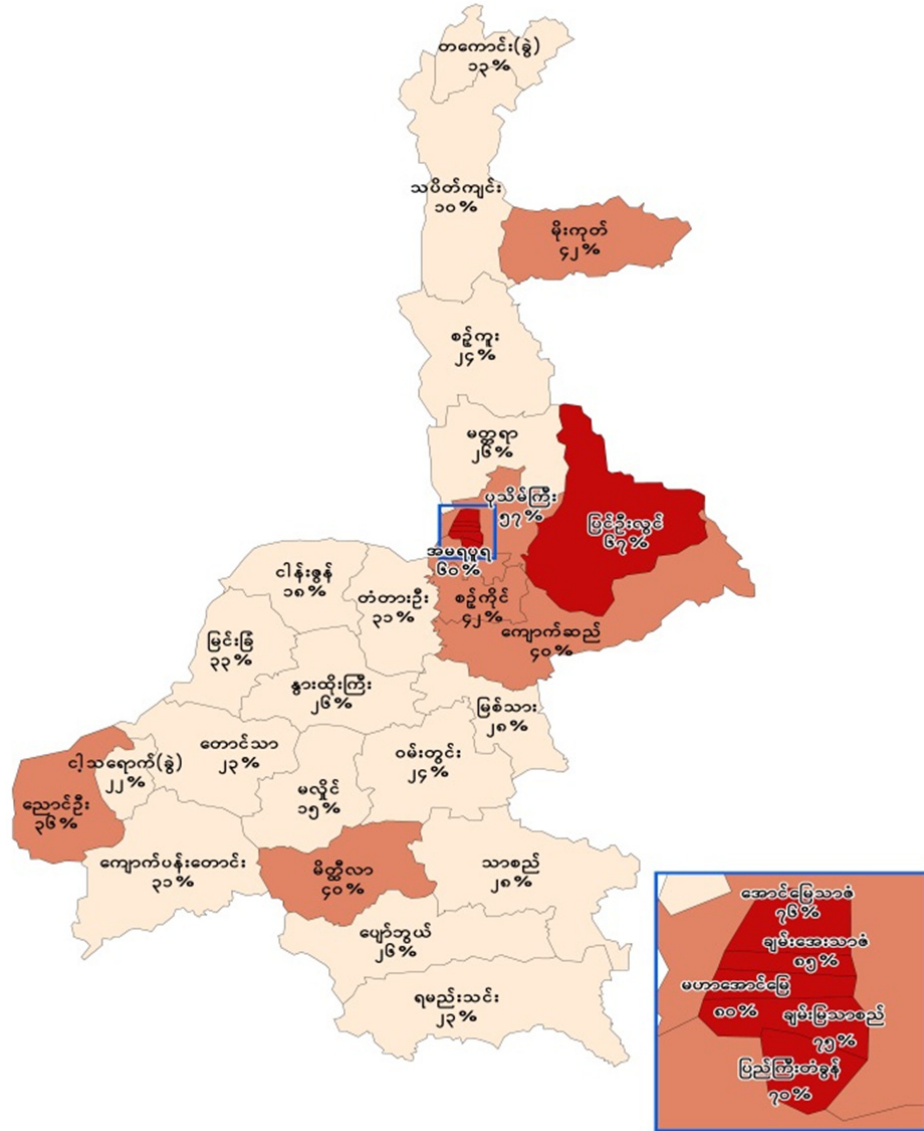 တကောင်း(ခွဲ)
၁၃%
သပိတ်ကျင်း
၁၀%
မိုးကုတ်
၄၂%
စဉ့်ကူး
၂၄%
မတ္တရာ
၂၆%
ပုသိမ်ကြီး
၅၇%
ပြင်ဦးလွင်
၆၇%
အမရပူရ
၆၀%
ငါန်းဇွန်
၁၈%
တံတားဦး
၃၁%
စဉ့်ကိုင်
၄၂%
ကျောက်ဆည်
၄၀%
မြင်းခြံ
၃၃%
နွားထိုးကြီး
၂၆%
မြစ်သား
၂၈%
တောင်သာ
၂၃%
ဝမ်းတွင်း
၂၄%
ငါ့သရောက်(ခွဲ)
၂၂%
မလှိုင်
၁၅%
ညောင်ဦး
၃၆%
ကျောက်ပန်းတောင်း
၃၁%
မိတ္ထီလာ
၄၀%
သာစည်
၂၈%
ပျော်ဘွယ်
၂၆%
ရမည်းသင်း
၂၃%
အောင်မြေသာဇံ
၇၆%
ချမ်းအေးသာဇံ
၈၅%
မဟာအောင်မြေ
၈၀%
ချမ်းမြသာစည်
၇၅%
ပြည်ကြီးတံခွန်
၇၀%